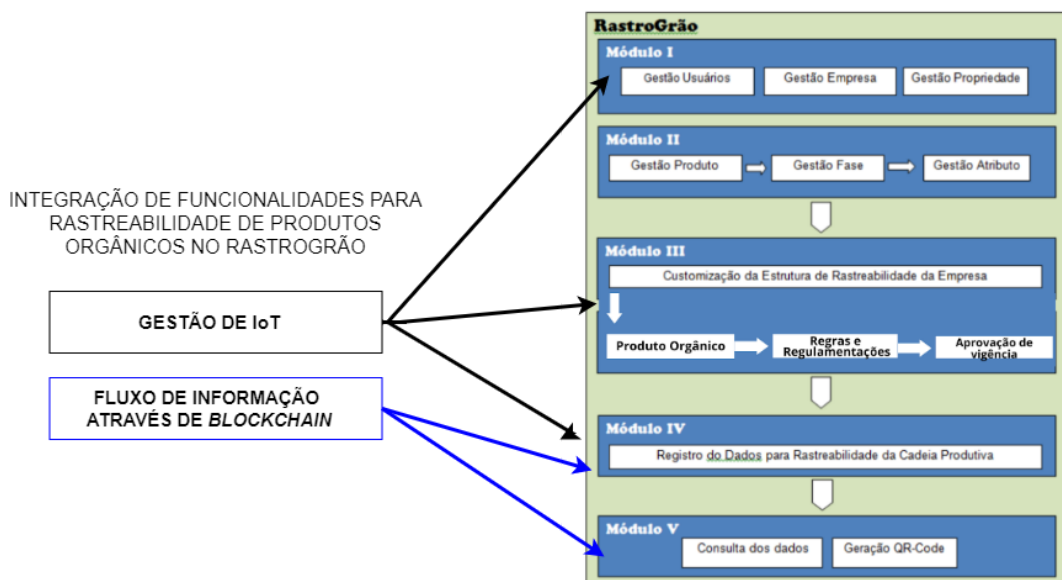 RastroGrão
Módulo I
Gestão Usuários
Gestão Empresa
Gestão Propriedade
Módulo II
Gestão Produto
Gestão Fase
Gestão Atributo
INTEGRAÇÃO DE FUNCIONALIDADES PARA
RASTREABILIDADE DE PRODUTOS
ORGÂNICOS NO RASTROGRÃO
Módulo III
Customização da Estrutura de Rastreabilidade da Empresa
GESTÃO DE IoT
Produto Orgânico
Regras e
Regulamentações
Aprovação de
vigência
FLUXO DE INFORMAÇÃO
ATRAVÉS DE BLOCKCHAIN
Módulo IV
Registro do Dados para Rastreabilidade da Cadeia Produtiva
Módulo V
Consulta dos dados
Geração QR-Code